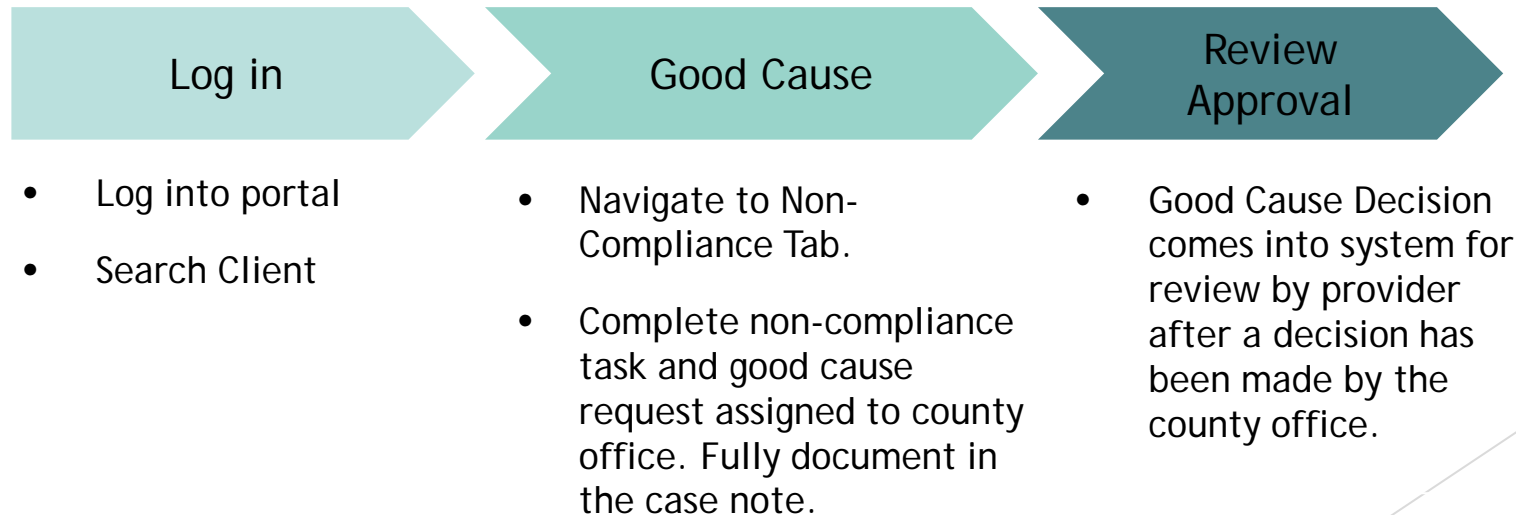 Log in
Good Cause
Review
Approval
• Log into portal
• Search Client
• Navigate to Non-
Compliance Tab.
• Complete non-compliance
task and good cause
request assigned to county
office. Fully document in
the case note.
• Good Cause Decision
comes into system for
review by provider
after a decision has
been made by the
county office.